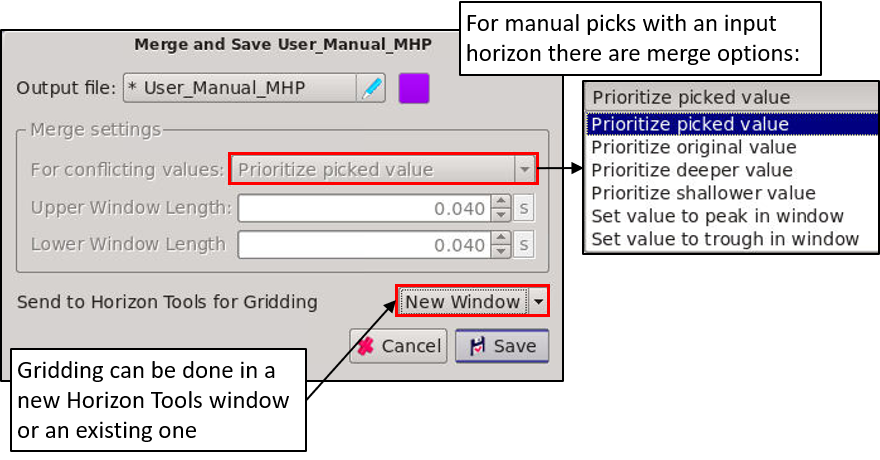 For manual picks with an input
horizon there are merge options:
Merge and Save User_Manual_MHP
Output file: * User_Manual_MHP
Merge settings
For conflicting values: Prioritize picked value
Upper Window Length: 0.040 s
Lower Window Length 0.040 s
Send to Horizon Tools for Gridding New Window
Cancel Save
Prioritize picked value
Prioritize picked value
Prioritize original value
Prioritize deeper value
Prioritize shallower value
Set value to peak in window
Set value to trough in window
Gridding can be done in a
new Horizon Tools window
or an existing one